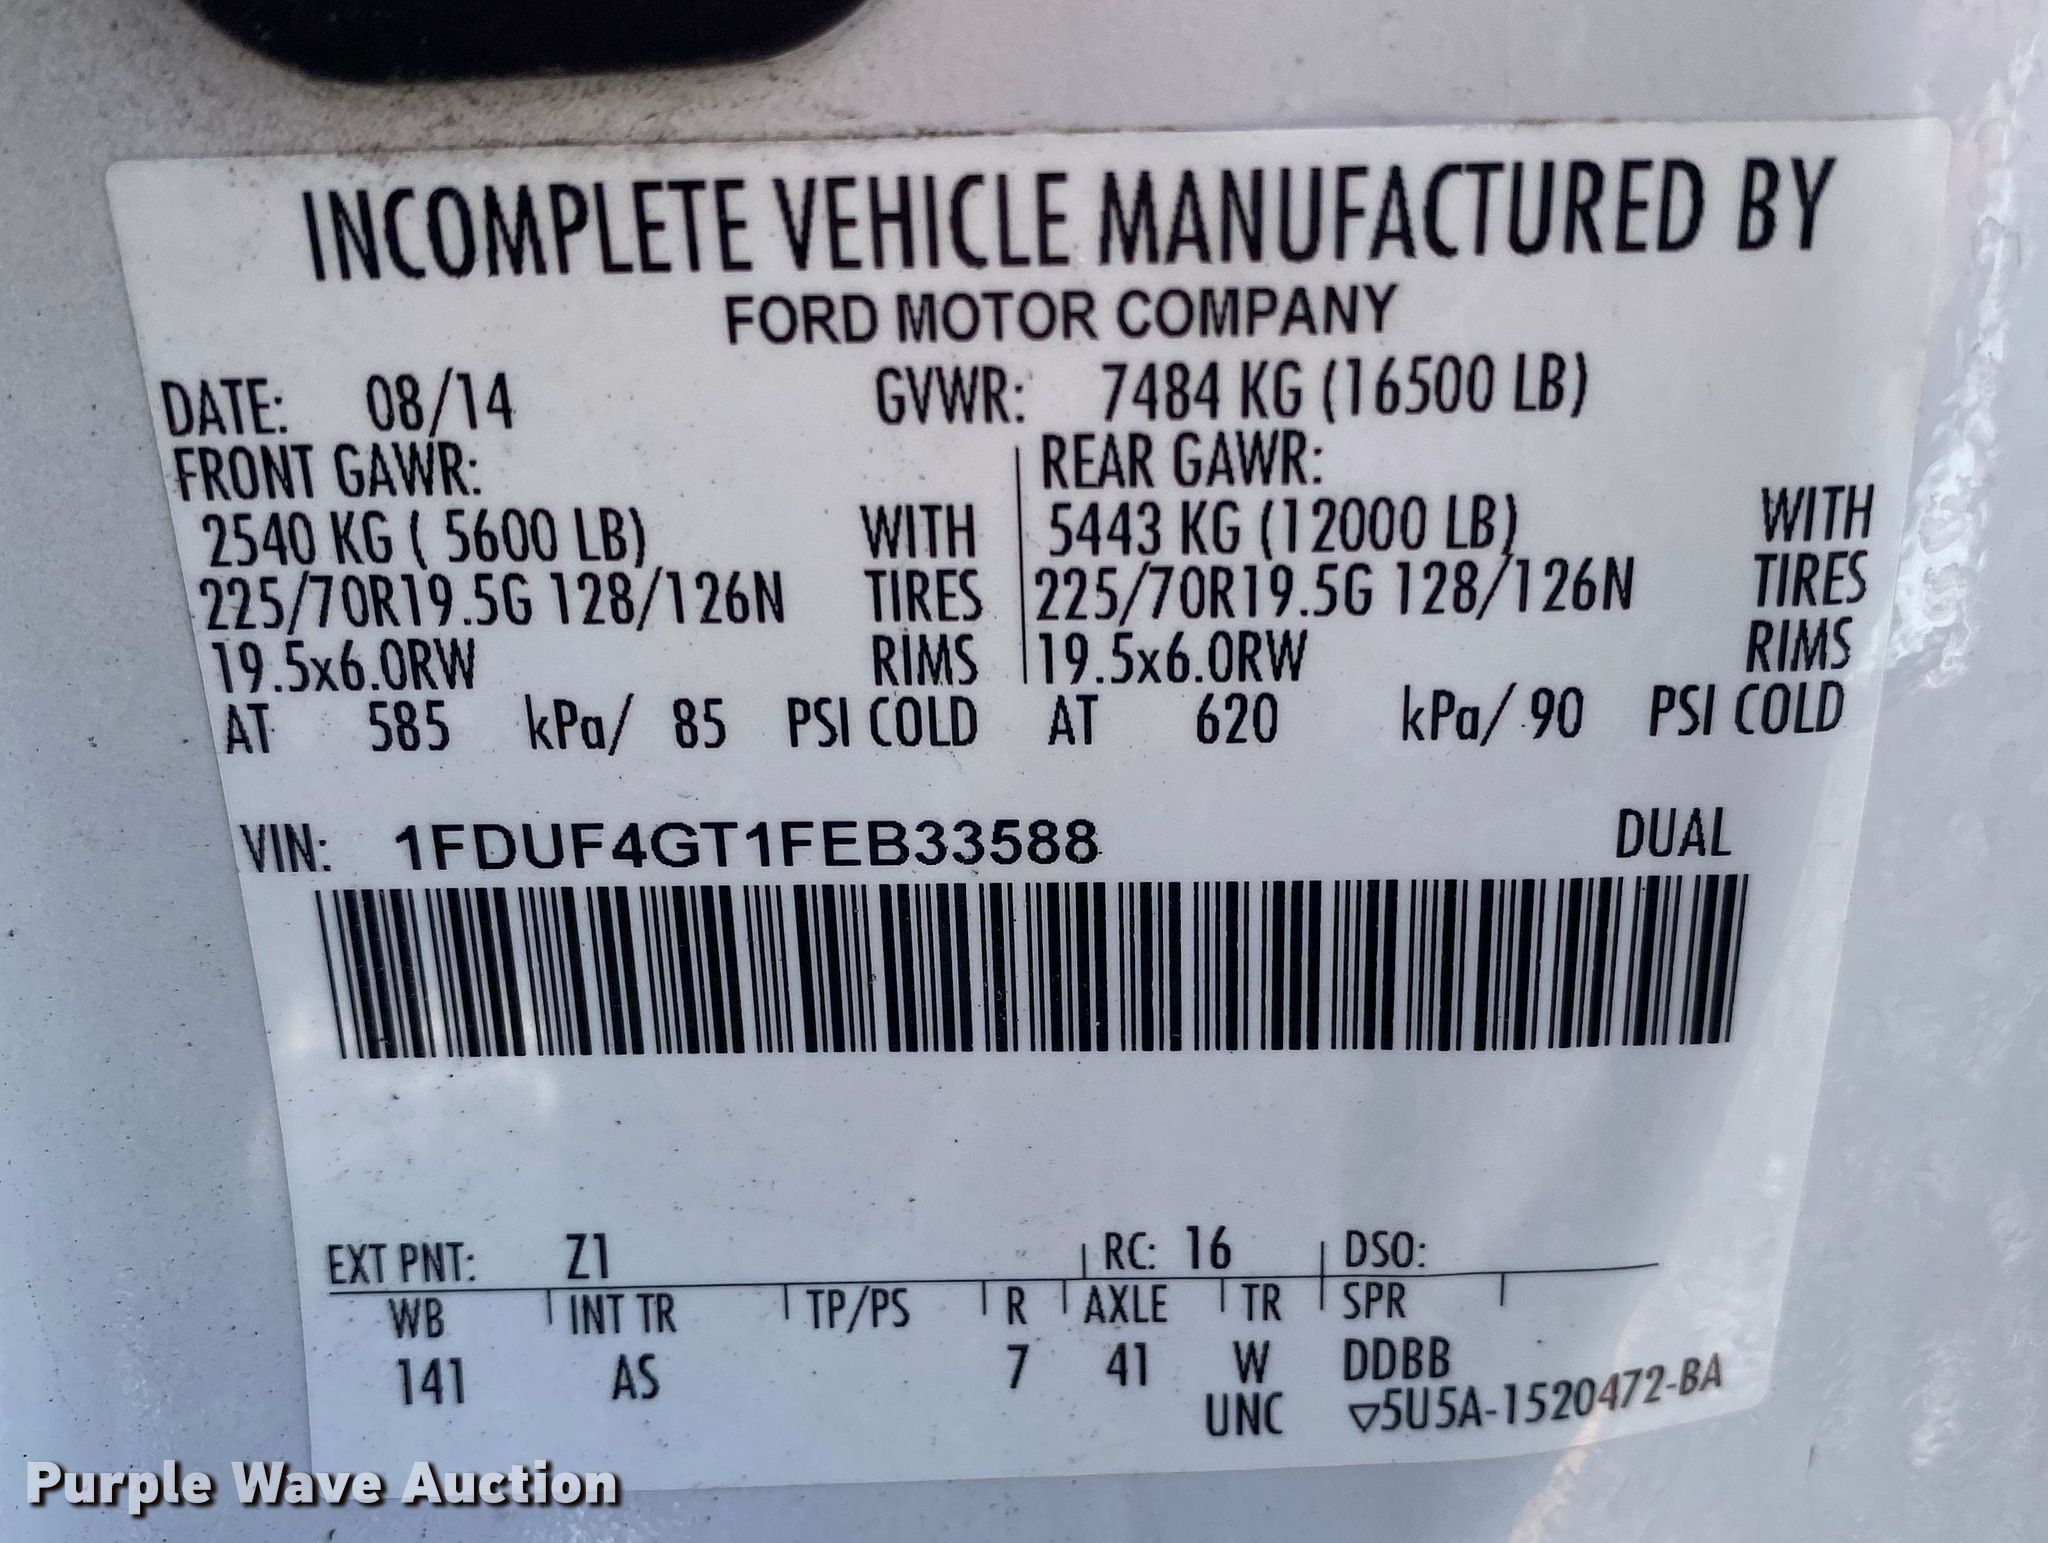 INCOMPLETE VEHICLE MANUFACTURED BY
FORD MOTOR COMPANY
DATE: 08/14 GVWR: 7484 KG (16500 LB)
FRONT GAWR: REAR GAWR:
2540 KG ( 5600 LB) WITH 5443 KG (12000 LB) WITH
225/70R19.5G 128/126N TIRES 225/70R19.5G 128/126N TIRES
19.5x6.0RW RIMS 19.5x6.0RW RIMS
AT 585 kPa/ 85 PSI COLD AT 620 kPa/ 90 PSI COLD
VIN: 1FDUF4GT1FEB33588 DUAL
EXT PNT: Z1 RC: 16 DSO:
WB INT TR TP/PS R AXLE TR SPR
141 AS 7 41 W DDBB
UNC ▽5U5A-1520472-BA
Purple Wave Auction